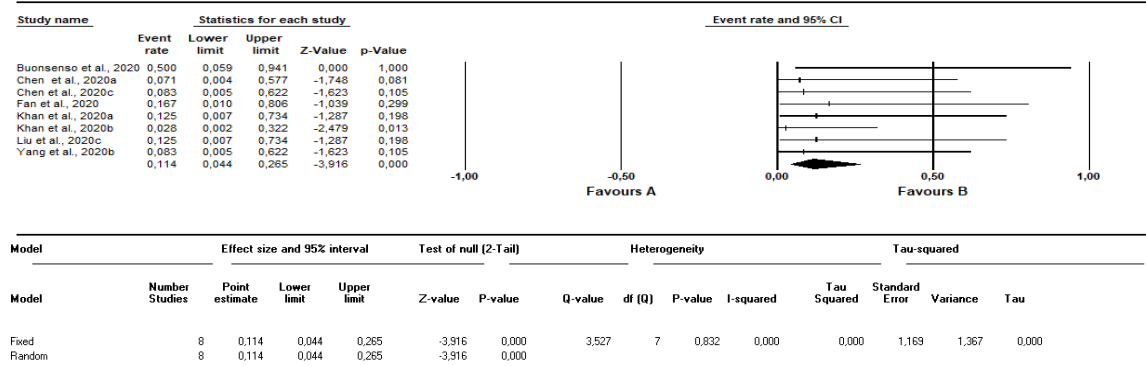 Study name Statistics for each study Event rate and 95% CI
Event Lower Upper
rate limit limit Z-Value p-Value
Buonsenso et al., 2020 0,500 0,059 0,941 0,000 1,000
Chen et al., 2020a 0,071 0,004 0,577 -1,748 0,081
Chen et al., 2020c 0,083 0,005 0,622 -1,623 0,105
Fan et al., 2020 0,167 0,010 0,806 -1,039 0,299
Khan et al., 2020a 0,125 0,007 0,734 -1,287 0,198
Khan et al., 2020b 0,028 0,002 0,322 -2,479 0,013
Liu et al., 2020c 0,125 0,007 0,734 -1,287 0,198
Yang et al., 2020b 0,083 0,005 0,622 -1,623 0,105
0,114 0,044 0,265 -3,916 0,000
-1,00 -0,50 0,00 0,50 1,00
Favours A Favours B
Model Effect size and 95% interval Test of null (2-Tail) Heterogeneity Tau-squared
Number Point Lower Upper Tau Standard
Model Studies estimate limit limit Z-value P-value Q-value df (Q) P-value I-squared Squared Error Variance Tau
Fixed 8 0,114 0,044 0,265 -3,916 0,000 3,527 7 0,832 0,000 0,000 1,169 1,367 0,000
Random 8 0,114 0,044 0,265 -3,916 0,000